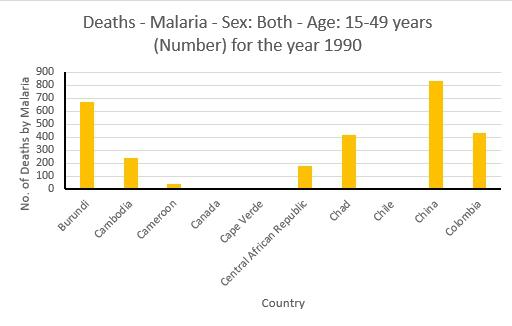 Deaths - Malaria - Sex: Both - Age: 15-49 years
(Number) for the year 1990
No. of Deaths by Malaria
900
800
700
600
500
400
300
200
100
0
Burundi
Cambodia
Cameroon
Canada
Cape Verde
Central African Republic
Chad
Chile
China
Colombia
Country